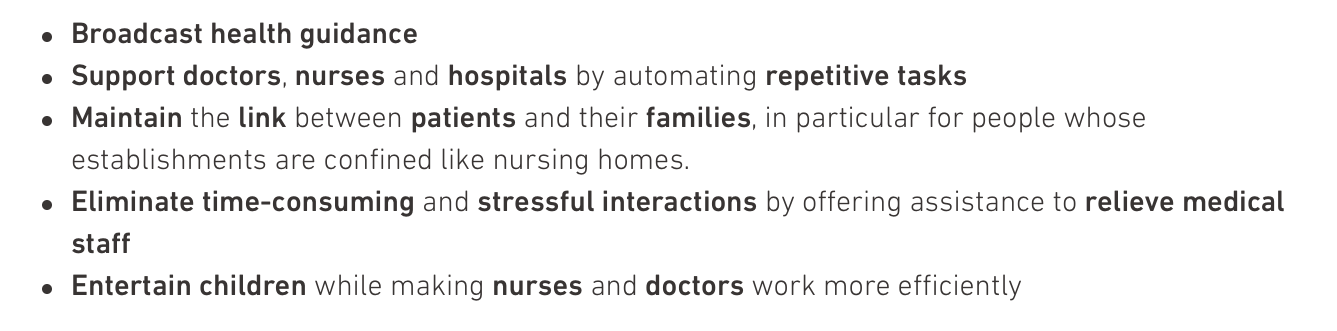 • Broadcast health guidance
• Support doctors, nurses and hospitals by automating repetitive tasks
• Maintain the link between patients and their families, in particular for people whose
establishments are confined like nursing homes.
• Eliminate time-consuming and stressful interactions by offering assistance to relieve medical
staff
• Entertain children while making nurses and doctors work more efficiently